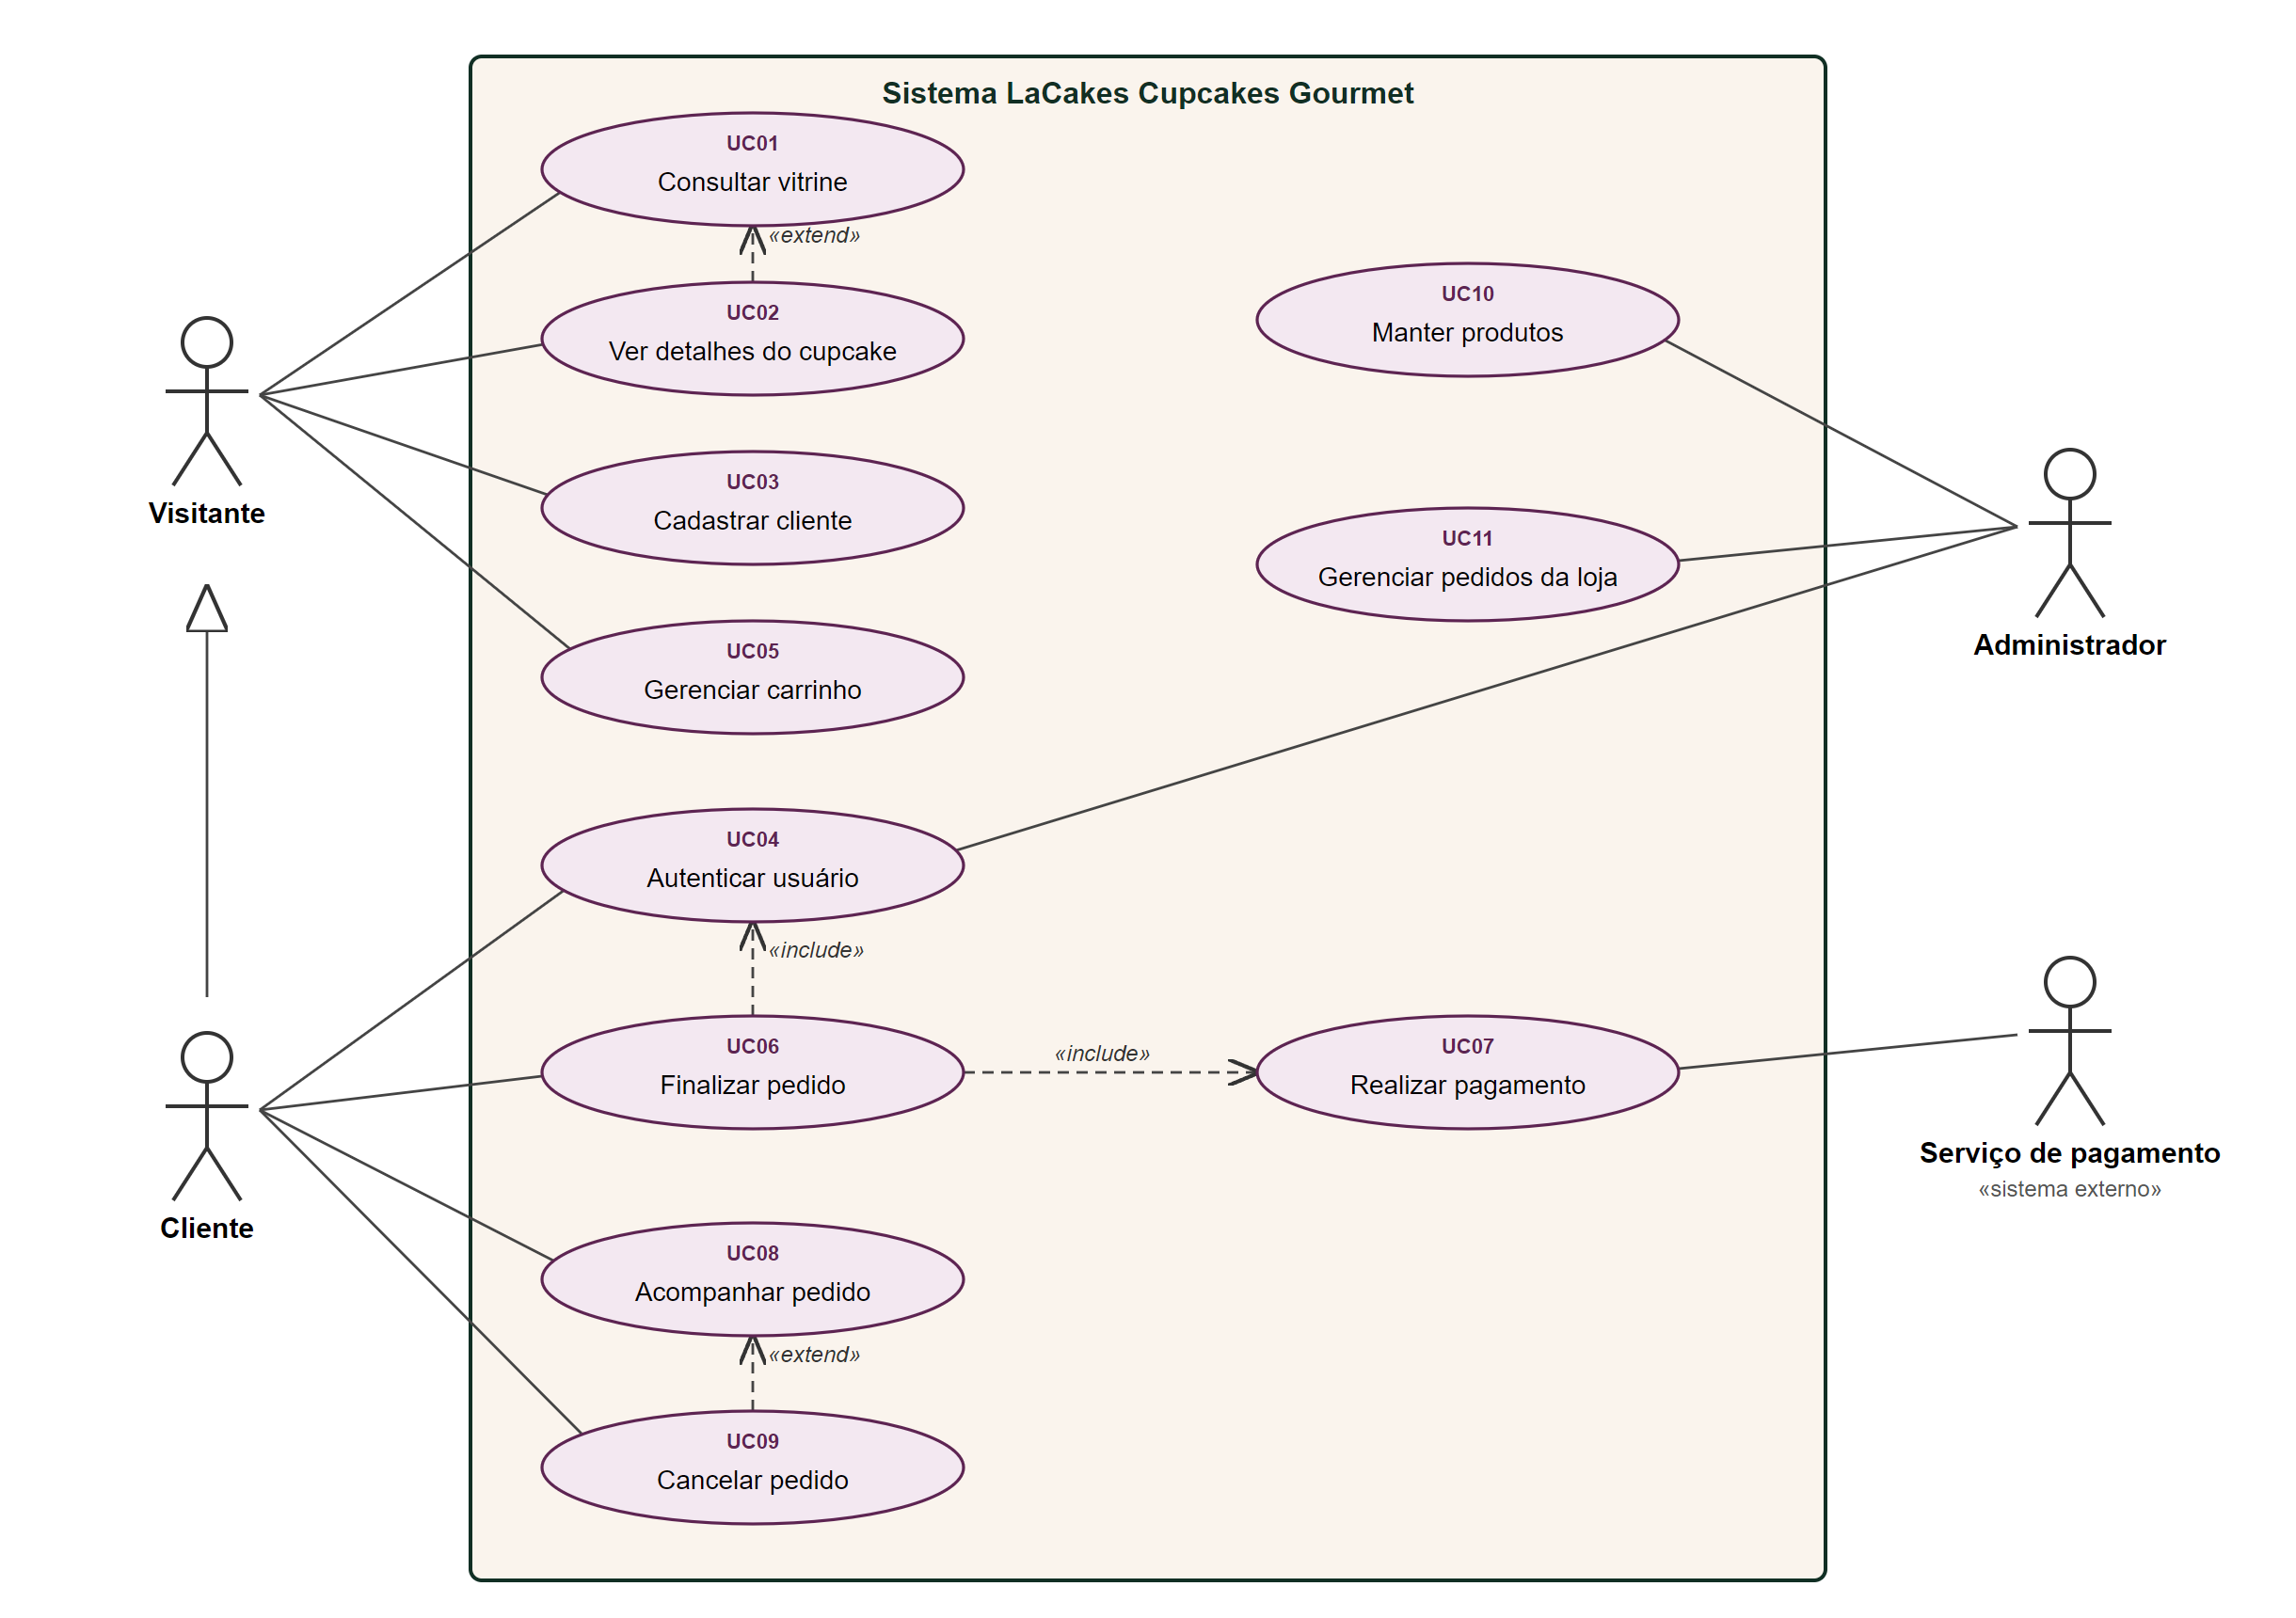 Sistema LaCakes Cupcakes Gourmet
UC01
Consultar vitrine
«extend»
UC02
Ver detalhes do cupcake
UC10
Manter produtos
Visitante
UC03
Cadastrar cliente
UC11
Gerenciar pedidos da loja
Administrador
UC05
Gerenciar carrinho
UC04
Autenticar usuário
«include»
UC06
Finalizar pedido
«include»
UC07
Realizar pagamento
Serviço de pagamento
«sistema externo»
Cliente
UC08
Acompanhar pedido
«extend»
UC09
Cancelar pedido